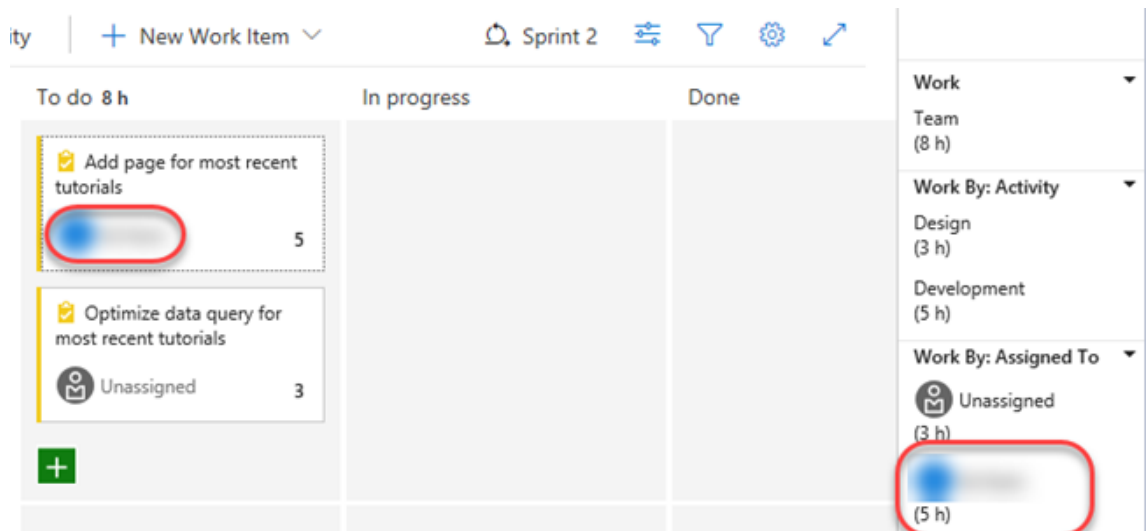 ity
New Work Item
Sprint 2
To do 8 h
In progress
Done
Add page for most recent
tutorials
5
Optimize data query for
most recent tutorials
Unassigned
3
Work
Team
(8 h)
Work By: Activity
Design
(3 h)
Development
(5 h)
Work By: Assigned To
Unassigned
(3 h)
(5 h)